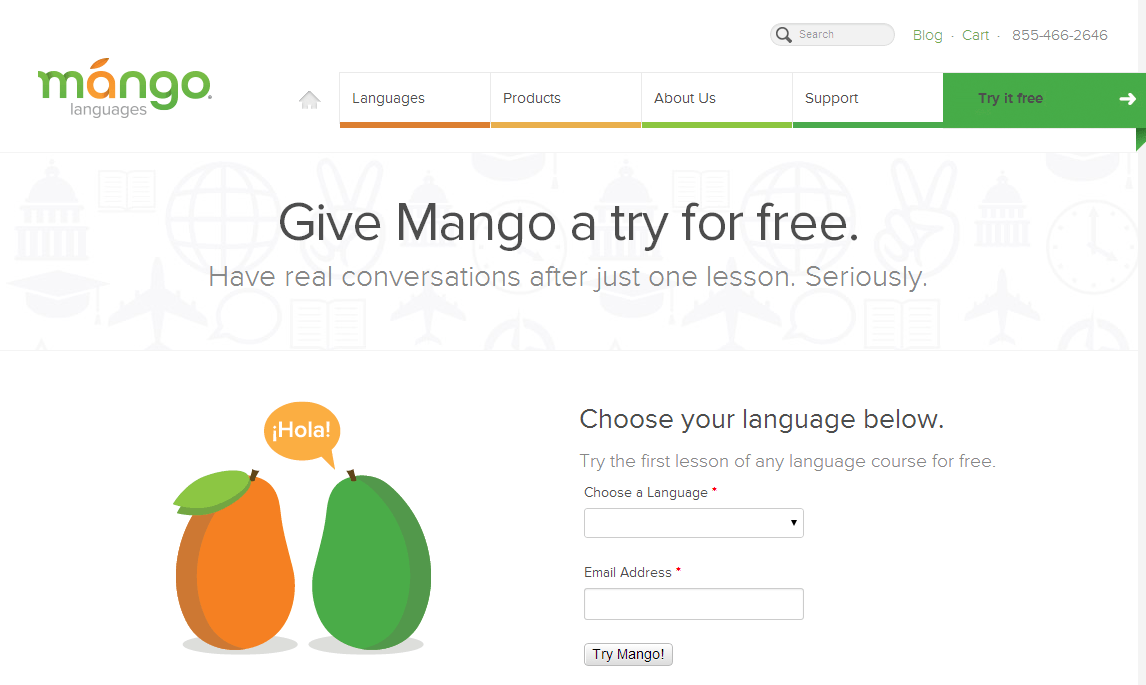 Search
Blog · Cart · 855-466-2646
mango
languages
Languages
Products
About Us
Support
Try it free
Give Mango a try for free.
Have real conversations after just one lesson. Seriously.
¡Hola!
Choose your language below.
Try the first lesson of any language course for free.
Choose a Language *
Email Address *
Try Mango!